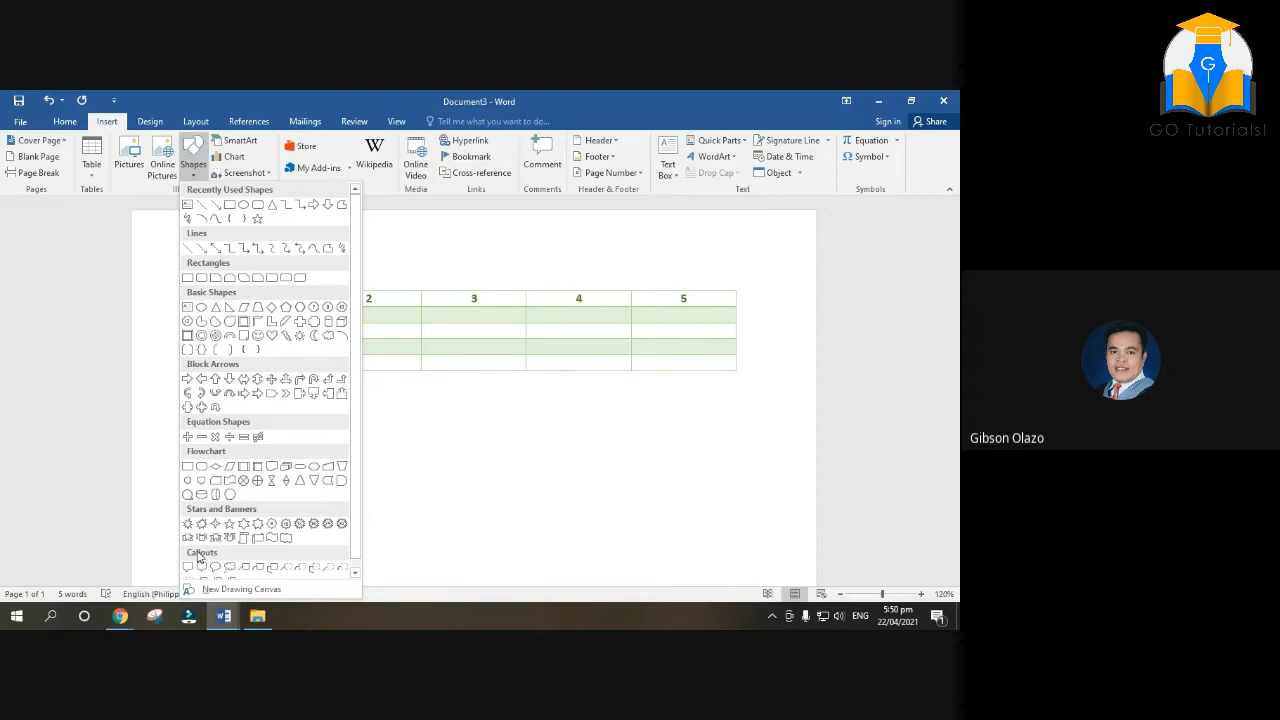 G
GO Tutorials!
Document3 - Word
File Home Insert Design Layout References Mailings Review View Tell me what you want to do... Sign in Share
Cover Page
Blank Page
Page Break
Pages
Table
Tables
Pictures
Online Pictures
Shapes
SmartArt
Chart
Screenshot
Store
My Add-ins
W
Wikipedia
Online Video
Media
Hyperlink
Bookmark
Cross-reference
Links
Comment
Comments
Header
Footer
Page Number
Header & Footer
Text Box
Quick Parts
WordArt
Drop Cap
Signature Line
Date & Time
Object
Text
Equation
Symbol
Symbols
Recently Used Shapes
Lines
Rectangles
Basic Shapes
Block Arrows
Equation Shapes
Flowchart
Stars and Banners
Callouts
New Drawing Canvas
2 3 4 5
Gibson Olazo
Page 1 of 1 5 words English (Philipp 120%
ENG
5:50 pm
22/04/2021